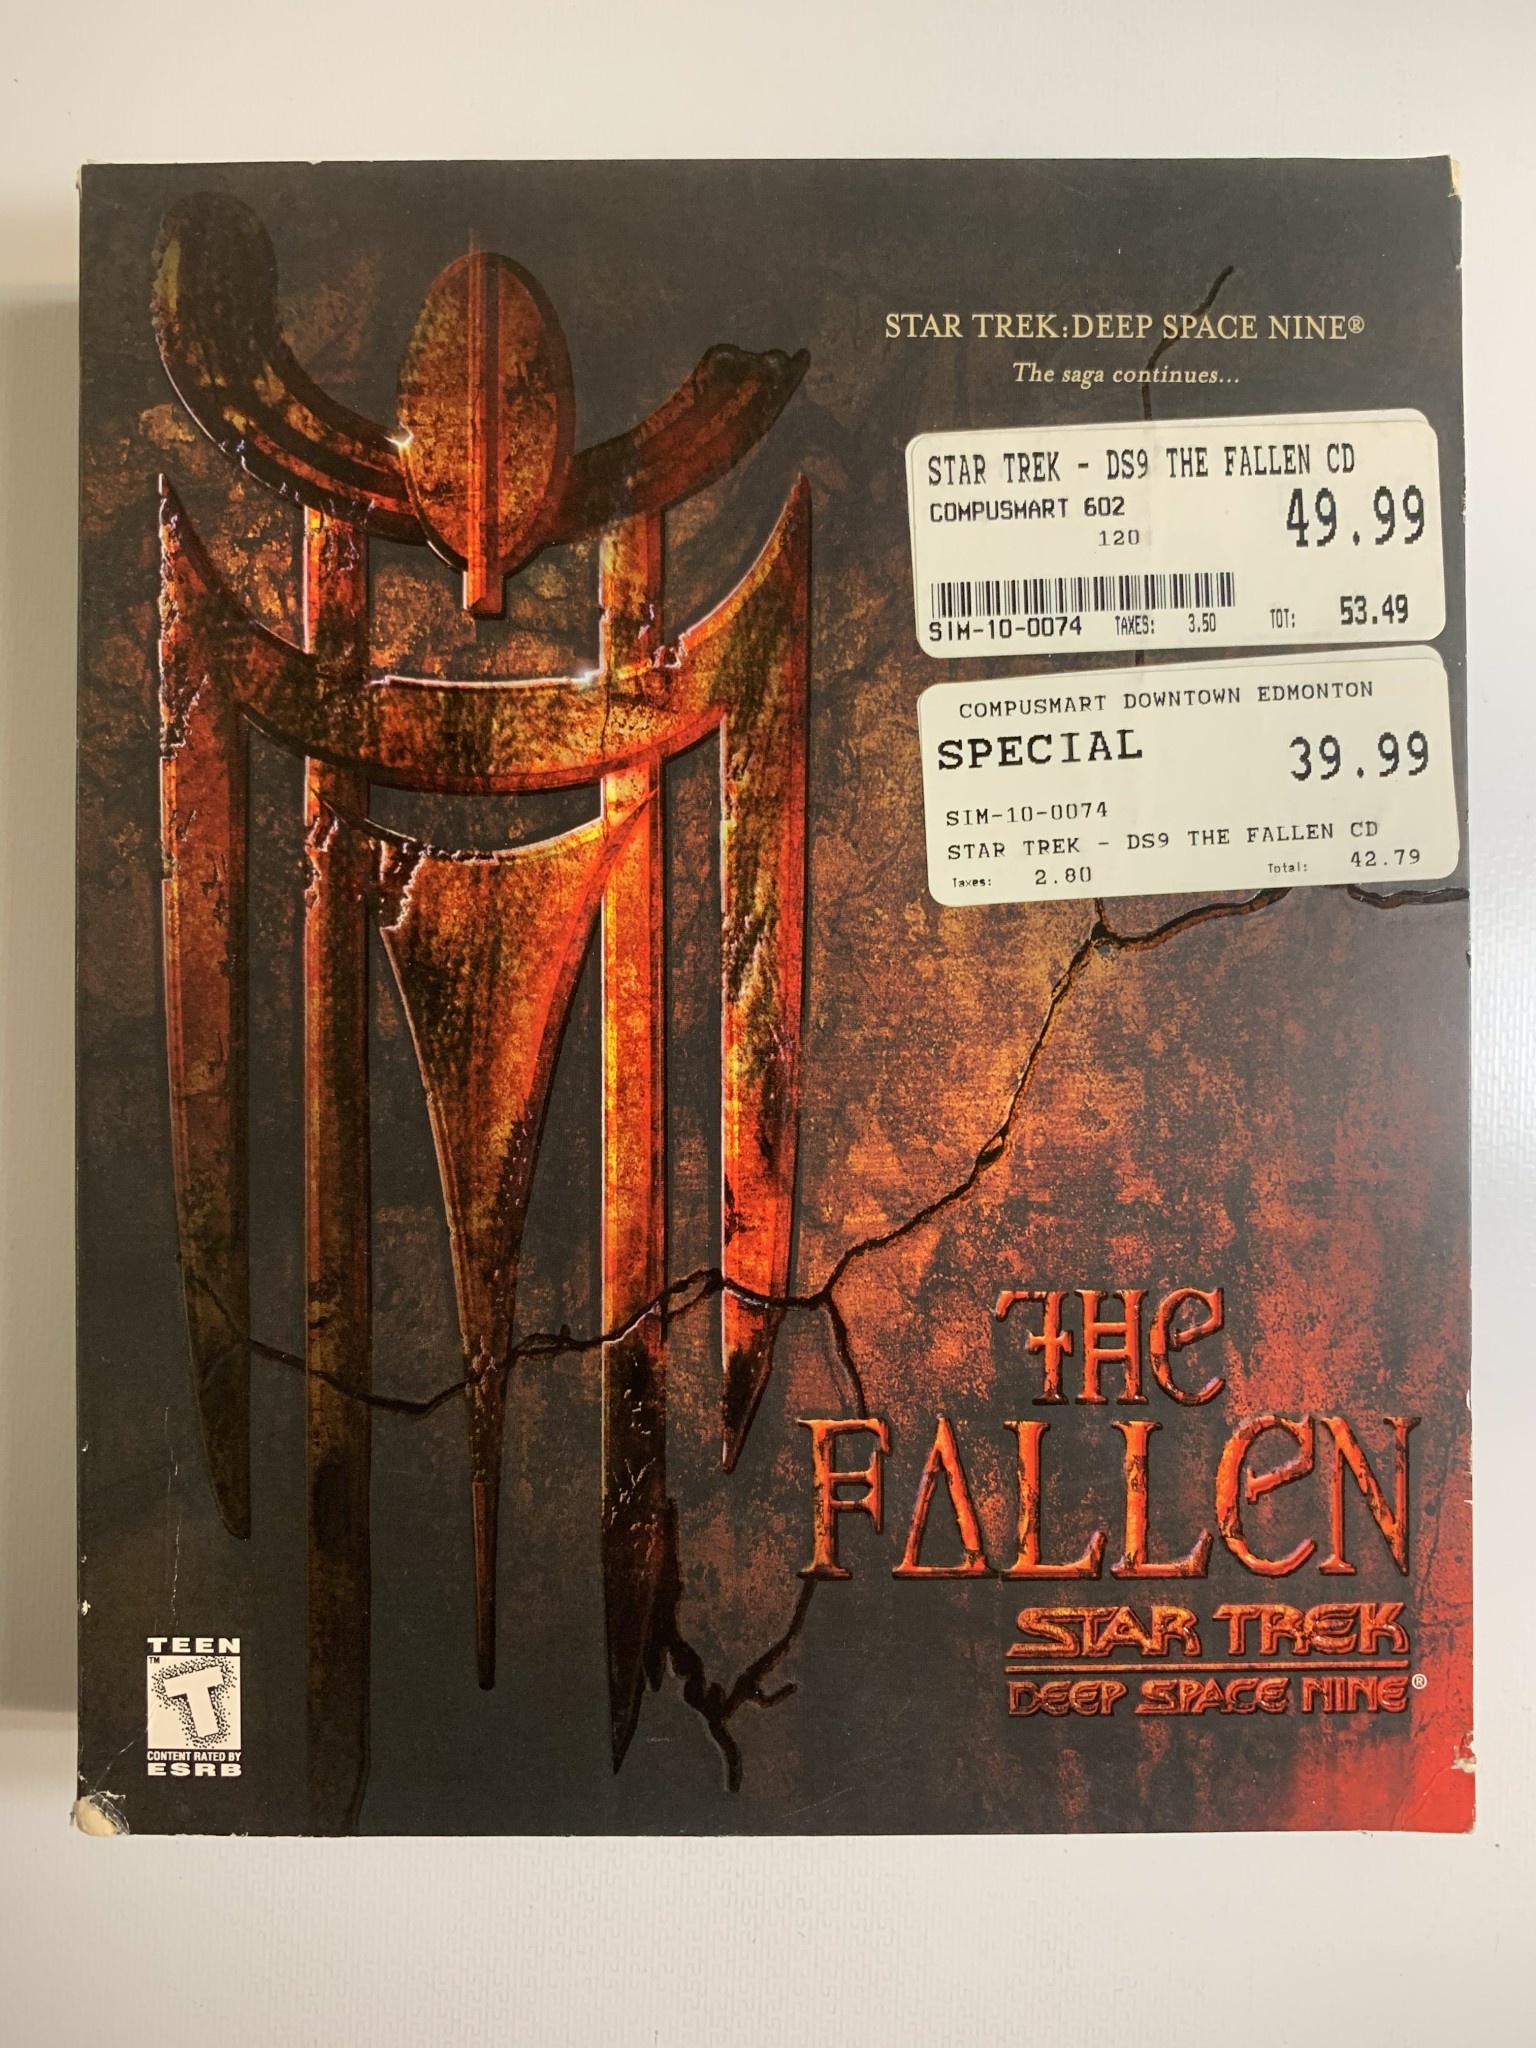 STAR TREK:DEEP SPACE NINE®
The saga continues...
STAR TREK - DS9 THE FALLEN CD
COMPUSMART 602
49.99
120
SIM-10-0074 TAXES: 3.50 TOT: 53.49
COMPUSMART DOWNTOWN EDMONTON
SPECIAL 39.99
SIM-10-0074
STAR TREK - DS9 THE FALLEN CD
Taxes: 2.80 Total: 42.79
THE
FALLEN
STAR TREK
DEEP SPACE NINE®
TEEN
™
T
CONTENT RATED BY
ESRB